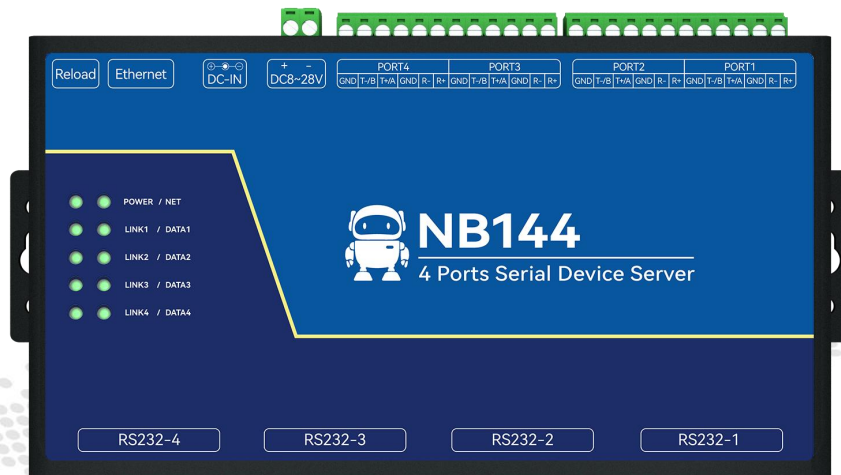 Reload Ethernet DC-IN + - DC8~28V PORT4 PORT3 PORT2 PORT1
GND T-/B T+/A GND R- R+ GND T-/B T+/A GND R- R+ GND T-/B T+/A GND R- R+ GND T-/B T+/A GND R- R+
POWER / NET
LINK1 / DATA1
LINK2 / DATA2
LINK3 / DATA3
LINK4 / DATA4
NB144
4 Ports Serial Device Server
RS232-4 RS232-3 RS232-2 RS232-1